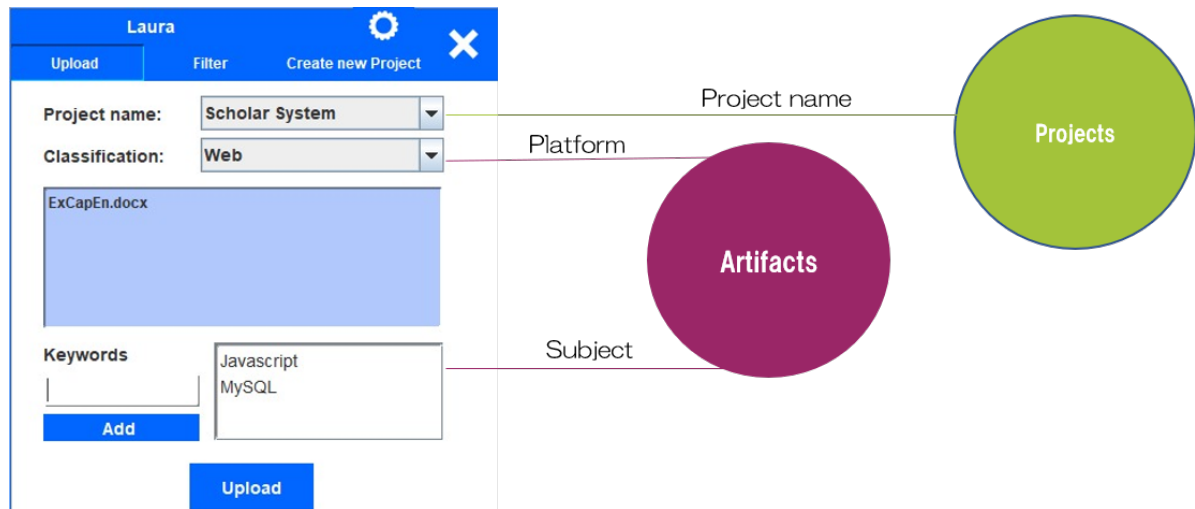 Laura
Upload Filter Create new Project
Project name: Scholar System
Classification: Web
ExCapEn.docx
Keywords
Javascript
MySQL
Add
Upload
Project name
Platform
Subject
Artifacts
Projects